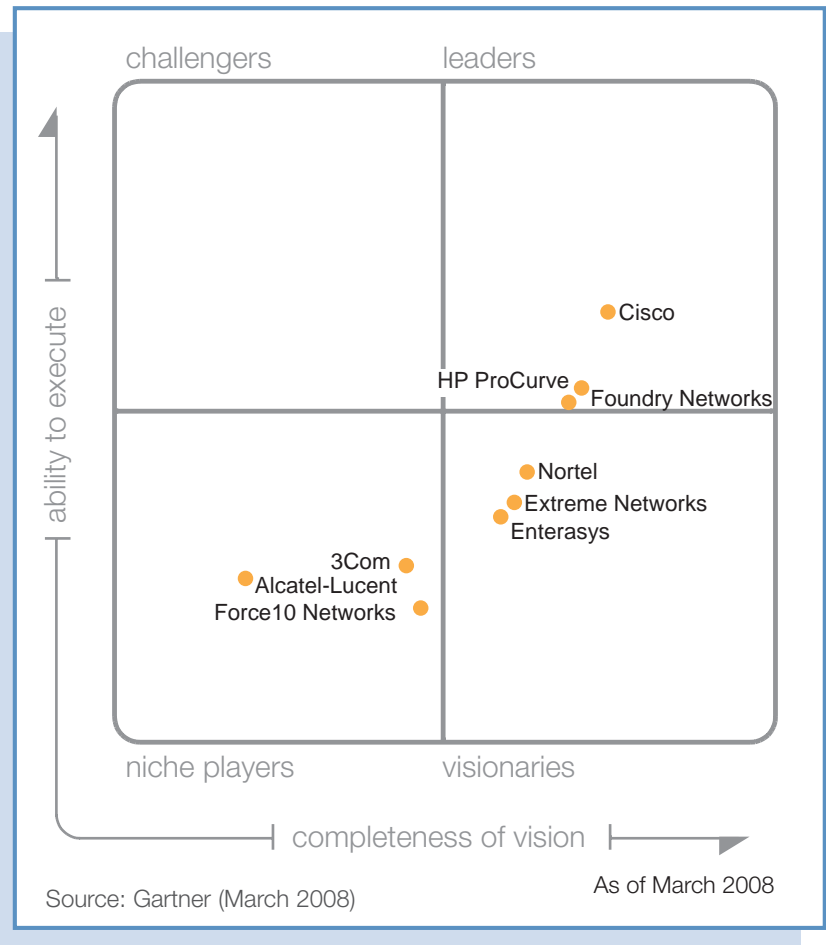 challengers
leaders
ability to execute
Cisco
HP ProCurve
Foundry Networks
Nortel
Extreme Networks
Enterasys
3Com
Alcatel-Lucent
Force10 Networks
niche players
visionaries
completeness of vision
As of March 2008
Source: Gartner (March 2008)